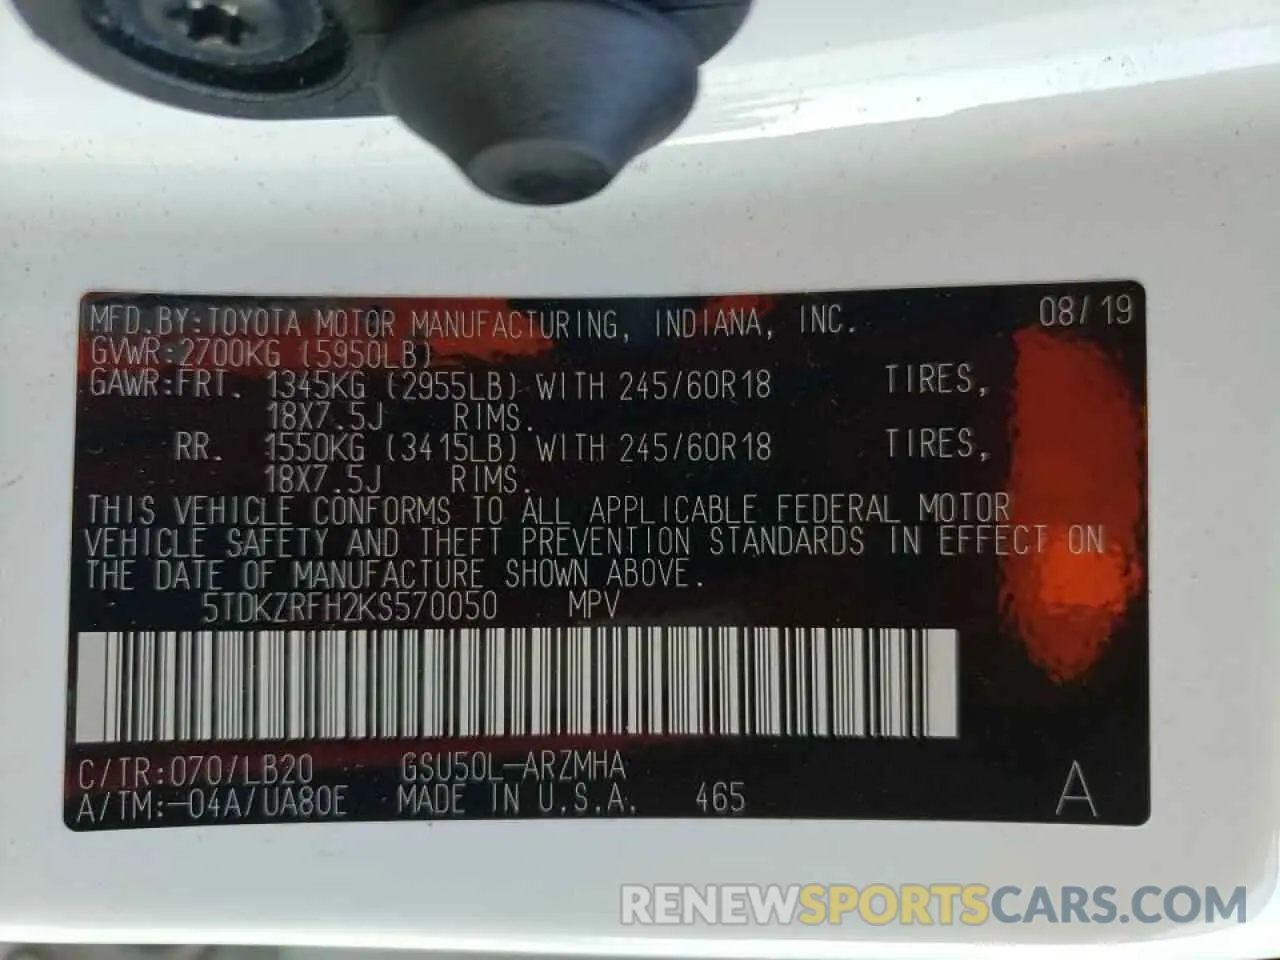 MFD.BY:TOYOTA MOTOR MANUFACTURING, INDIANA, INC. 08/19
GVWR:2700KG (5950LB)
GAWR:FRT. 1345KG (2955LB) WITH 245/60R18 TIRES,
18X7.5J RIMS.
RR. 1550KG (3415LB) WITH 245/60R18 TIRES,
18X7.5J RIMS.
THIS VEHICLE CONFORMS TO ALL APPLICABLE FEDERAL MOTOR
VEHICLE SAFETY AND THEFT PREVENTION STANDARDS IN EFFECT ON
THE DATE OF MANUFACTURE SHOWN ABOVE.
5TDKZRFH2KS570050 MPV
C/TR:070/LB20 GSU50L-ARZMHA
A/TM:-04A/UA80E MADE IN U.S.A. 465 A
RENEWSPORTSCARS.COM